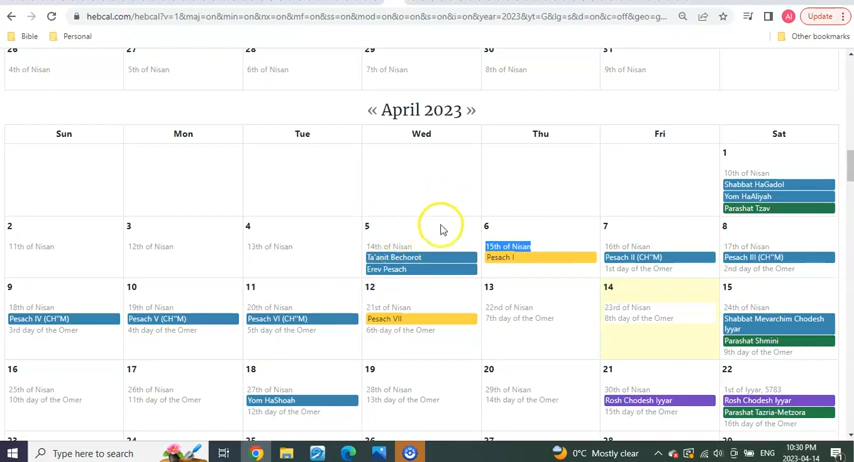 hebcal.com/hebcal?v=1&maj=on&min=on&nx=on&mf=on&ss=on&mod=on&o=on&s=on&i=on&year=2023&yt=G&lg=s&d=on&c=off&geo=g...
Update
Bible Personal Other bookmarks
26 27 28 29 30 31
4th of Nisan 5th of Nisan 6th of Nisan 7th of Nisan 8th of Nisan 9th of Nisan
« April 2023 »
Sun Mon Tue Wed Thu Fri Sat
1
10th of Nisan
Shabbat HaGadol
Yom HaAliyah
Parashat Tzav
2 3 4 5 6 7 8
11th of Nisan 12th of Nisan 13th of Nisan 14th of Nisan 15th of Nisan 16th of Nisan 17th of Nisan
Ta'anit Bechorot Pesach I Pesach II (CH"M) Pesach III (CH"M)
Erev Pesach 1st day of the Omer 2nd day of the Omer
9 10 11 12 13 14 15
18th of Nisan 19th of Nisan 20th of Nisan 21st of Nisan 22nd of Nisan 23rd of Nisan 24th of Nisan
Pesach IV (CH"M) Pesach V (CH"M) Pesach VI (CH"M) Pesach VII 7th day of the Omer 8th day of the Omer Shabbat Mevarchim Chodesh
Iyyar
3rd day of the Omer 4th day of the Omer 5th day of the Omer 6th day of the Omer
Parashat Shmini
9th day of the Omer
16 17 18 19 20 21 22
25th of Nisan 26th of Nisan 27th of Nisan 28th of Nisan 29th of Nisan 30th of Nisan 1st of Iyyar, 5783
10th day of the Omer 11th day of the Omer Yom HaShoah 13th day of the Omer 14th day of the Omer Rosh Chodesh Iyyar Rosh Chodesh Iyyar
12th day of the Omer 15th day of the Omer Parashat Tazria-Metzora
16th day of the Omer
Type here to search
0°C Mostly clear
ENG
10:30 PM
2023-04-14